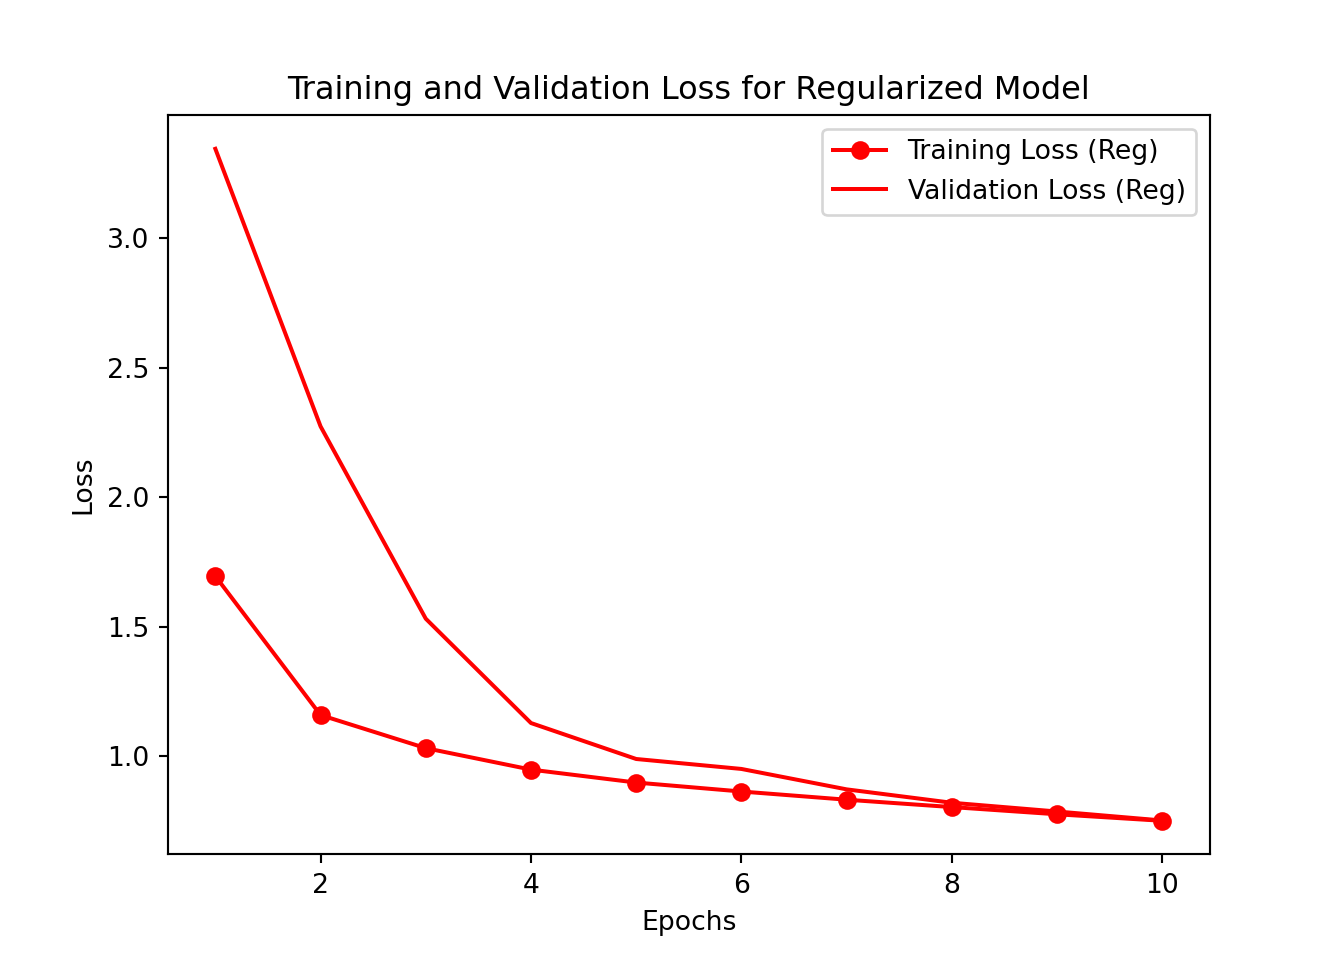 Training and Validation Loss for Regularized Model
Training Loss (Reg)
Validation Loss (Reg)
Loss
3.0
2.5
2.0
1.5
1.0
2 4 6 8 10
Epochs